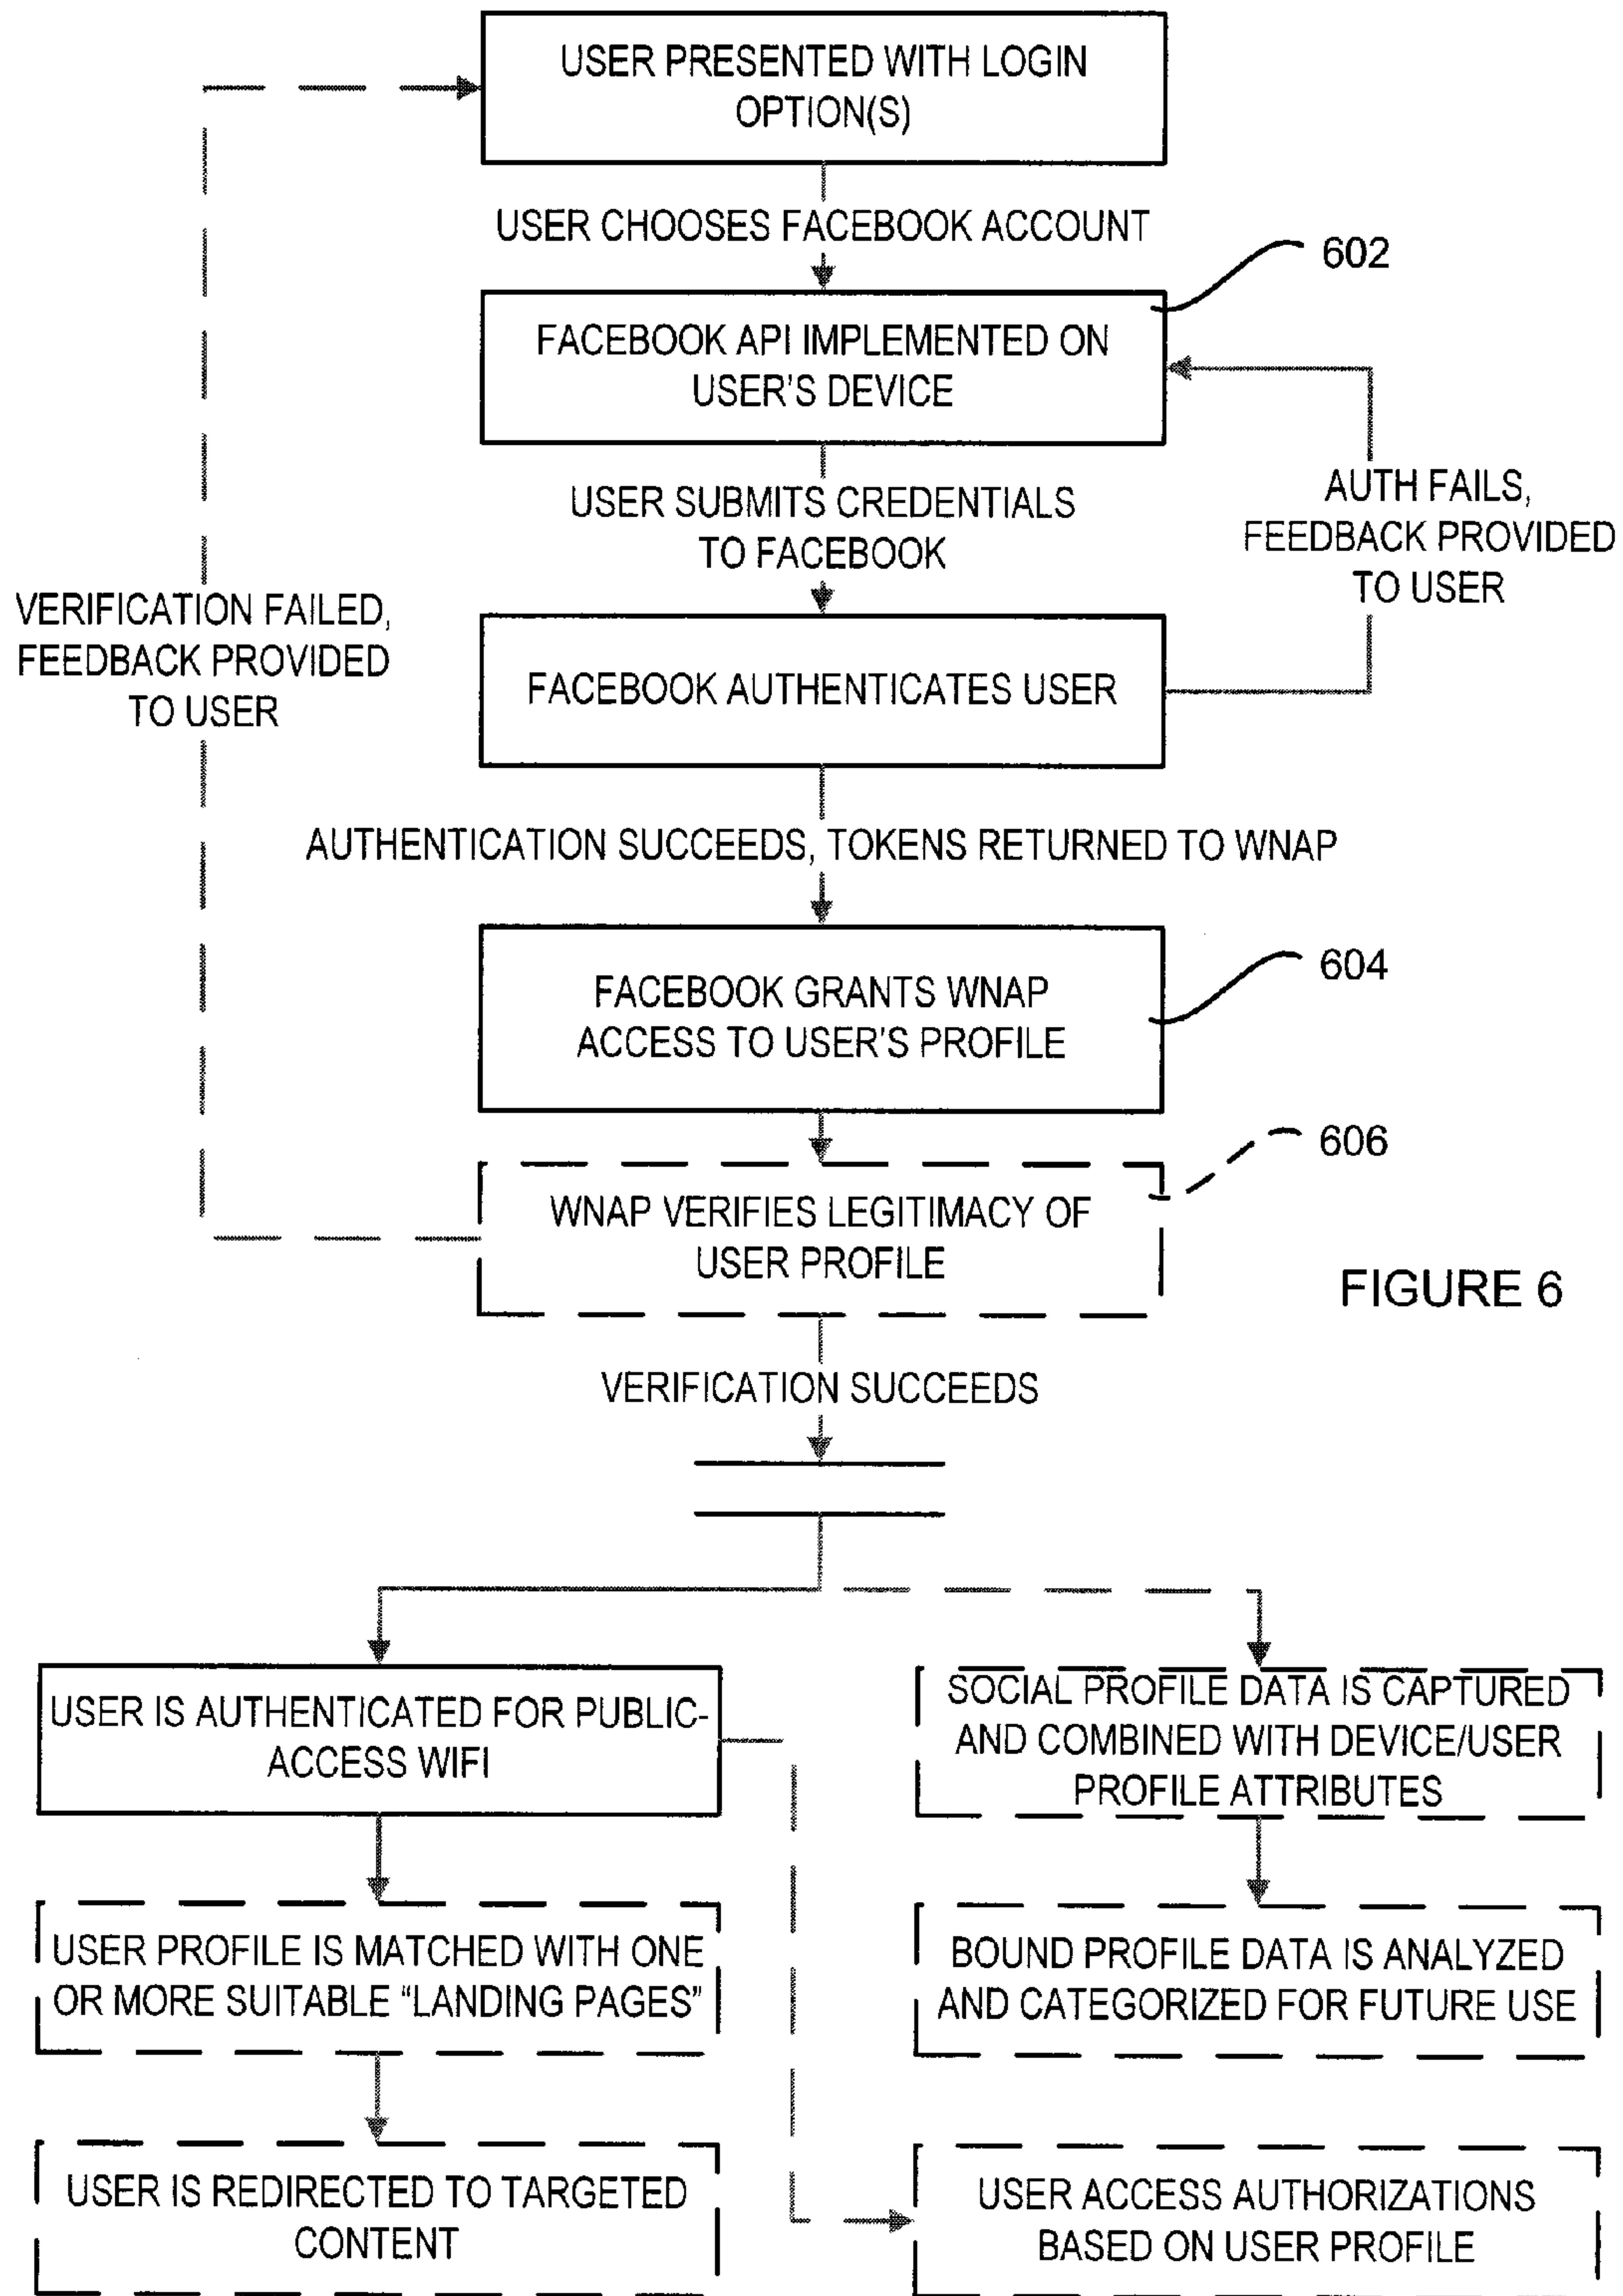 USER PRESENTED WITH LOGIN
OPTION(S)
USER CHOOSES FACEBOOK ACCOUNT
602
FACEBOOK API IMPLEMENTED ON
USER'S DEVICE
USER SUBMITS CREDENTIALS
TO FACEBOOK
AUTH FAILS,
FEEDBACK PROVIDED
TO USER
VERIFICATION FAILED,
FEEDBACK PROVIDED
TO USER
FACEBOOK AUTHENTICATES USER
AUTHENTICATION SUCCEEDS, TOKENS RETURNED TO WNAP
FACEBOOK GRANTS WNAP
ACCESS TO USER'S PROFILE
604
606
WNAP VERIFIES LEGITIMACY OF
USER PROFILE
FIGURE 6
VERIFICATION SUCCEEDS
USER IS AUTHENTICATED FOR PUBLIC-
ACCESS WIFI
SOCIAL PROFILE DATA IS CAPTURED
AND COMBINED WITH DEVICE/USER
PROFILE ATTRIBUTES
USER PROFILE IS MATCHED WITH ONE
OR MORE SUITABLE “LANDING PAGES”
BOUND PROFILE DATA IS ANALYZED
AND CATEGORIZED FOR FUTURE USE
USER IS REDIRECTED TO TARGETED
CONTENT
USER ACCESS AUTHORIZATIONS
BASED ON USER PROFILE